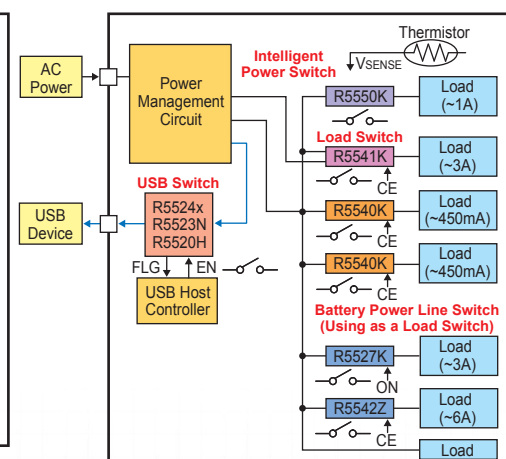 Thermistor
VSENSE
Intelligent
Power Switch
AC
Power
Power
Management
Circuit
R5550K
Load
(~1A)
Load Switch
R5541K
CE
Load
(~3A)
USB Switch
R5524x
R5523N
R5520H
USB
Device
R5540K
CE
Load
(~450mA)
FLG
EN
USB Host
Controller
R5540K
CE
Load
(~450mA)
Battery Power Line Switch
(Using as a Load Switch)
R5527K
ON
Load
(~3A)
R5542Z
CE
Load
(~6A)
Load